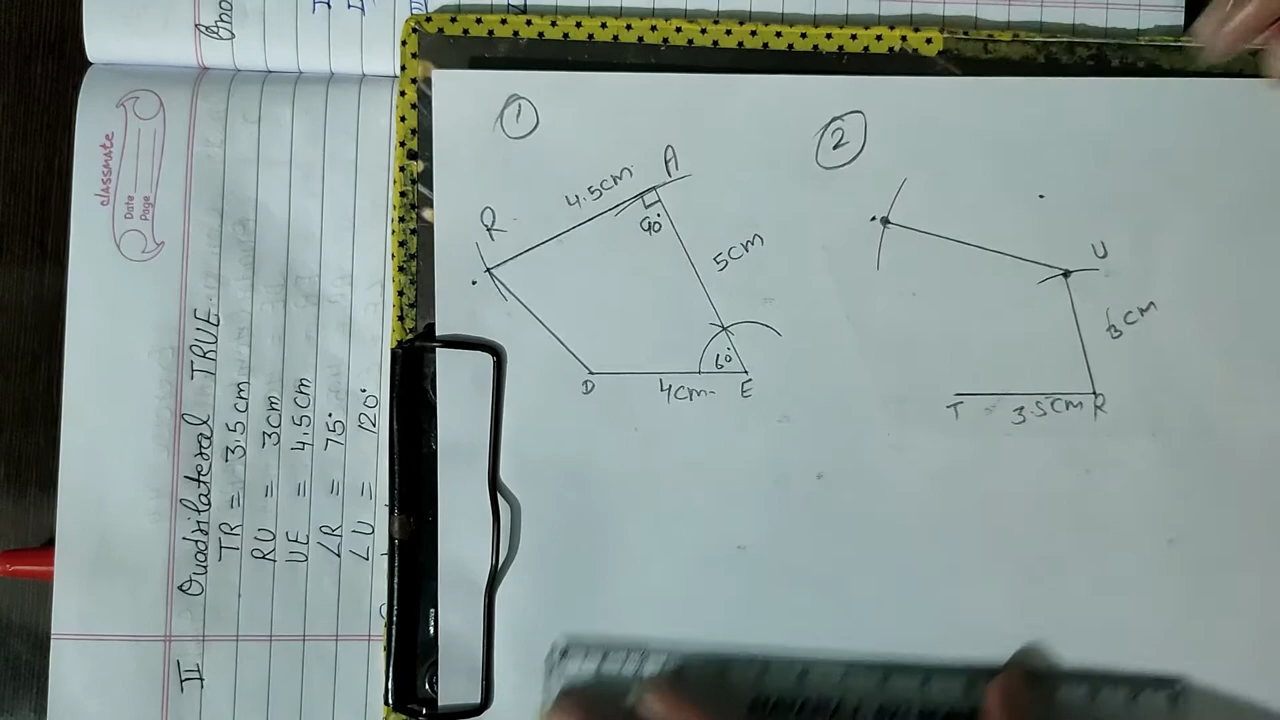 classmate
Date
Page
II Quadrilateral TRUE.
TR = 3.5 cm
RU = 3cm
UE = 4.5cm
∠R = 75°
∠U = 120°
①
A
4.5cm.
R
90°
5cm
60°
D
4cm.
E
②
U
3cm
T
3.5cm
R